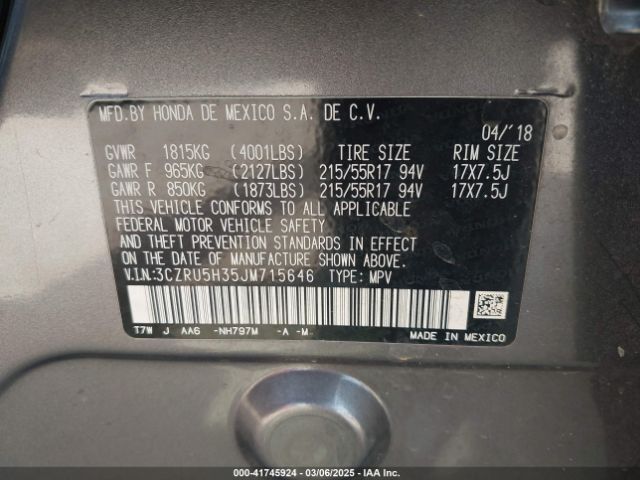 MFD.BY HONDA DE MEXICO S.A. DE C.V.
04/'18
GVWR 1815KG (4001LBS) TIRE SIZE RIM SIZE
GAWR F 965KG (2127LBS) 215/55R17 94V 17X7.5J
GAWR R 850KG (1873LBS) 215/55R17 94V 17X7.5J
THIS VEHICLE CONFORMS TO ALL APPLICABLE
FEDERAL MOTOR VEHICLE SAFETY
AND THEFT PREVENTION STANDARDS IN EFFECT
ON THE DATE OF MANUFACTURE SHOWN ABOVE.
V.I.N:3CZRU5H35JM715646 TYPE: MPV
T7W J AA6 -NH797M -A -M-
MADE IN MEXICO
000-41745924 - 03/06/2025 - IAAI.COM